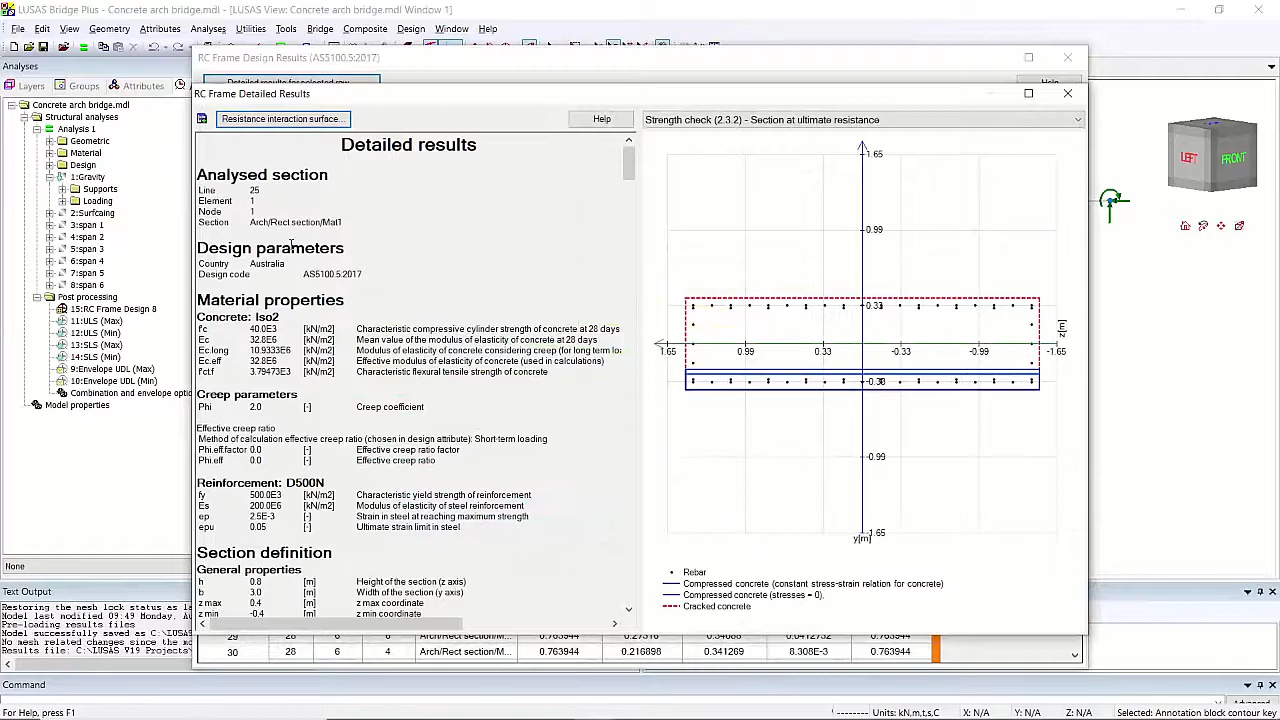 LUSAS Bridge Plus - Concrete arch bridge.mdl - [LUSAS View: Concrete arch bridge.mdl Window 1]
File Edit View Geometry Attributes Analyses Utilities Tools Bridge Composite Design Window Help
Analyses
Layers Groups Attributes
Concrete arch bridge.mdl
Structural analyses
Analysis 1
Geometric
Material
Design
1:Gravity
Supports
Loading
2:Surfcaing
3:span 1
4:span 2
5:span 3
6:span 4
7:span 5
8:span 6
Post processing
15:RC Frame Design 8
11:ULS (Max)
12:ULS (Min)
13:SLS (Max)
14:SLS (Min)
9:Envelope UDL (Max)
10:Envelope UDL (Min)
Combination and envelope optio
Model properties
None
RC Frame Design Results (AS5100.5:2017)
RC Frame Detailed Results
Resistance interaction surface...
Help
Strength check (2.3.2) - Section at ultimate resistance
Detailed results
Analysed section
Line 25
Element 1
Node 1
Section Arch/Rect section/Mat1
Design parameters
Country Australia
Design code AS5100.5:2017
Material properties
Concrete: Iso2
f'c 40.0E3 [kN/m2] Characteristic compressive cylinder strength of concrete at 28 days
Ec 32.8E6 [kN/m2] Mean value of the modulus of elasticity of concrete at 28 days
Ec.long 10.9333E6 [kN/m2] Modulus of elasticity of concrete considering creep (for long term loa
Ec.eff 32.8E6 [kN/m2] Effective modulus of elasticity of concrete (used in calculations)
f'ct.f 3.79473E3 [kN/m2] Characteristic flexural tensile strength of concrete
Creep parameters
Phi 2.0 [-] Creep coefficient
Effective creep ratio
Method of calculation effective creep ratio (chosen in design attribute): Short-term loading
Phi.eff.factor 0.0 [-] Effective creep ratio factor
Phi.eff 0.0 [-] Effective creep ratio
Reinforcement: D500N
fy 500.0E3 [kN/m2] Characteristic yield strength of reinforcement
Es 200.0E6 [kN/m2] Modulus of elasticity of steel reinforcement
ep 2.5E-3 [-] Strain in steel at reaching maximum strength
epu 0.05 [-] Ultimate strain limit in steel
Section definition
General properties
h 0.8 [m] Height of the section (z axis)
b 3.0 [m] Width of the section (y axis)
z max 0.4 [m] z max coordinate
z min -0.4 [m] z min coordinate
1.65
0.99
0.33
1.65 0.99 0.33 -0.33 -0.99 -1.65
z[m]
-0.99
-1.65
y[m]
Rebar
Compressed concrete (constant stress-strain relation for concrete)
Compressed concrete (stresses = 0),
Cracked concrete
LEFT FRONT
30 28 6 4 Arch/Rect section/M... 0.763944 0.216898 0.341269 8.308E-3 0.763944
Text Output
Restoring the mesh lock status as la
Model last modified 09:49 Monday, Au
Pre-loading results files
Model successfully saved as C:\LUSAS
No mesh related changes since the m
Results file: C:\LUSAS V19 Projects
Command
For Help, press F1
Units: kN,m,t,s,C X: N/A Y: N/A Z: N/A Selected: Annotation block contour key